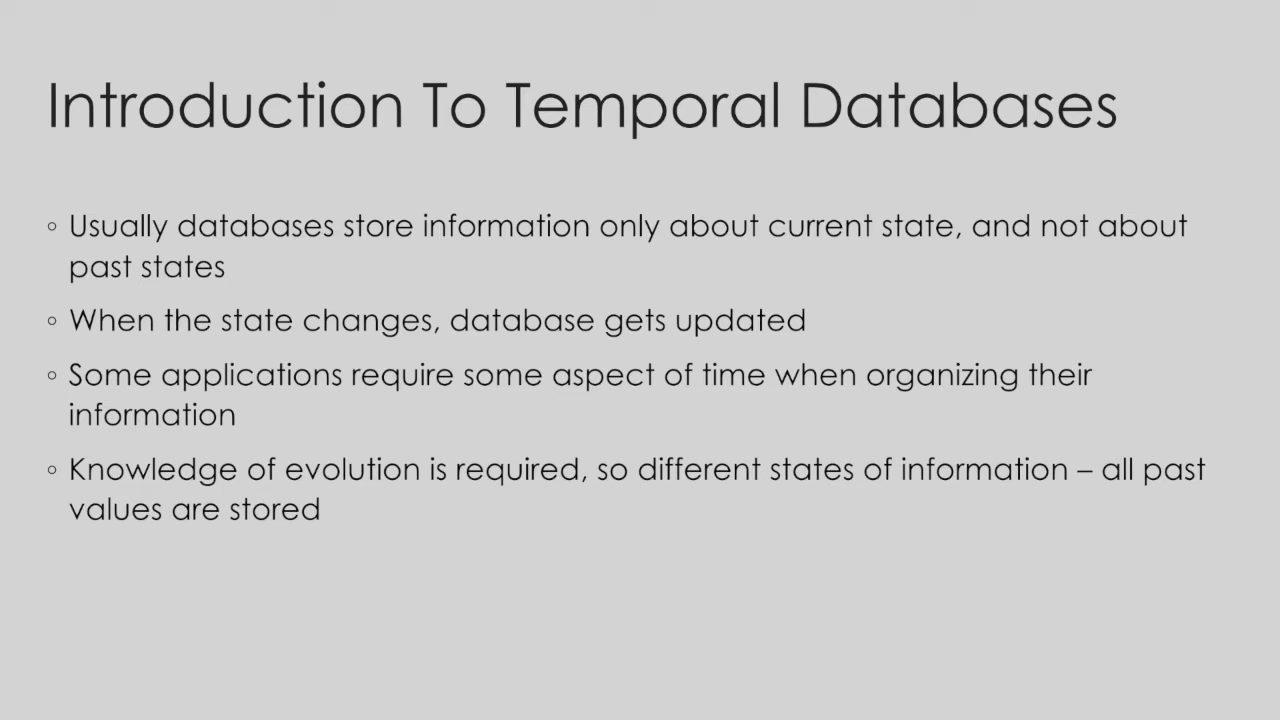 Introduction To Temporal Databases
◦ Usually databases store information only about current state, and not about
past states
◦ When the state changes, database gets updated
◦ Some applications require some aspect of time when organizing their
information
◦ Knowledge of evolution is required, so different states of information – all past
values are stored